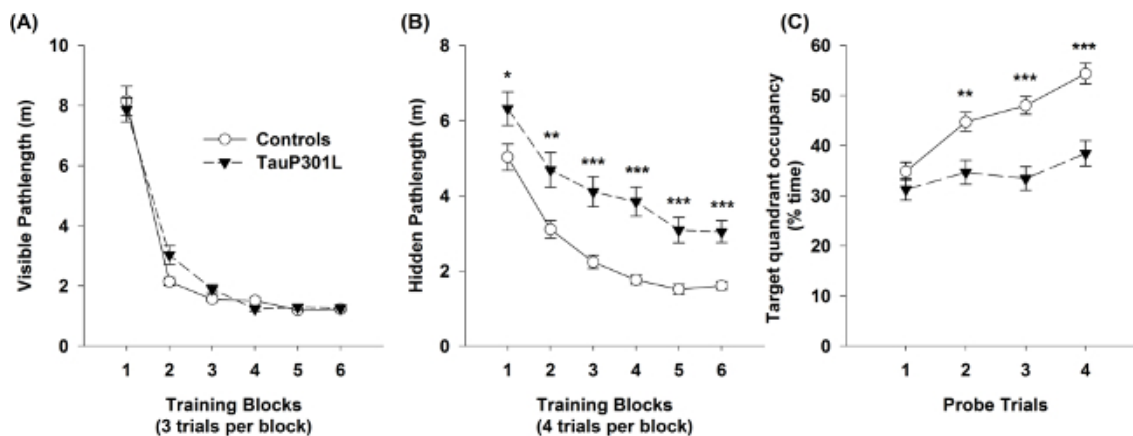 (A)
10
8
6
4
2
0
Visible Pathlength (m)
Controls
TauP301L
1 2 3 4 5 6
Training Blocks
(3 trials per block)
(B)
8
6
4
2
0
Hidden Pathlength (m)
* ** *** *** *** ***
1 2 3 4 5 6
Training Blocks
(4 trials per block)
(C)
60
50
40
30
20
10
0
Target quandrant occupancy
(% time)
** *** ***
1 2 3 4
Probe Trials